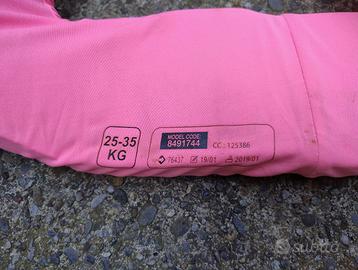 25-35
KG
MODEL CODE:
8491744
CC : 125386
76437 19/01 2019/01
subito